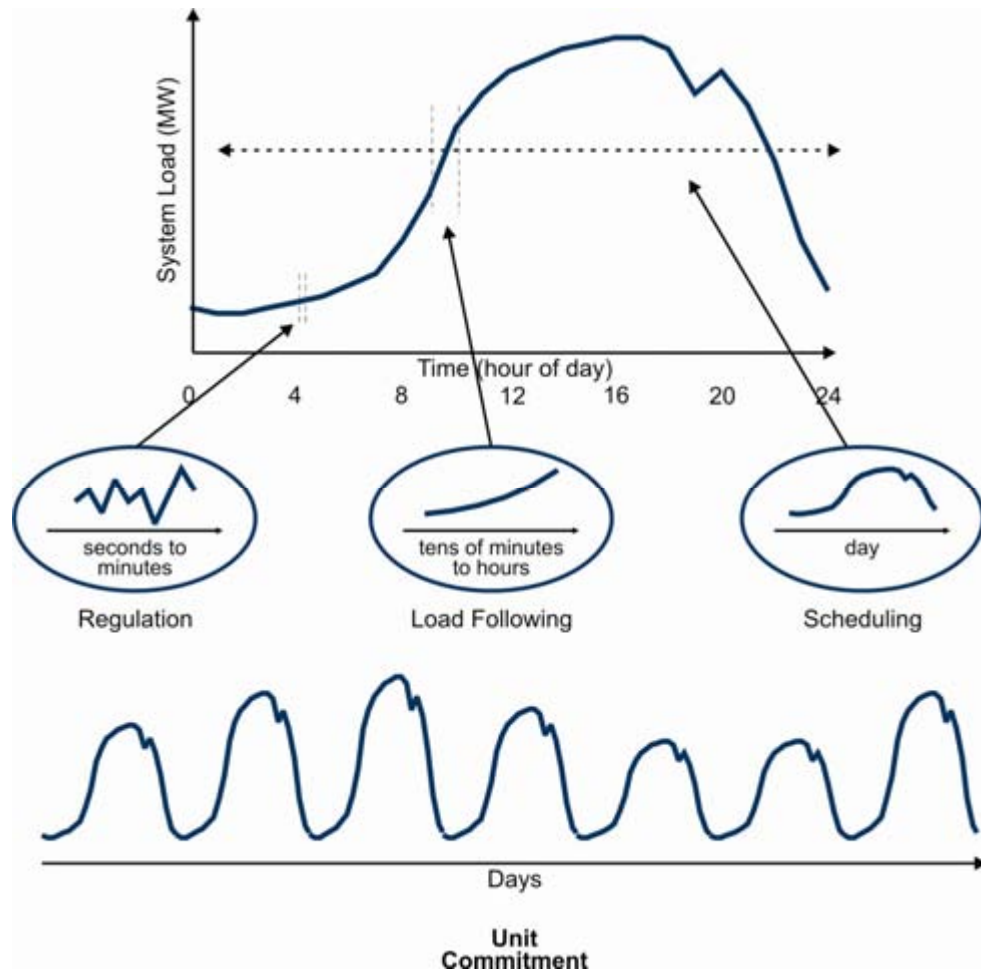 System Load (MW)
Time (hour of day)
0 4 8 12 16 20 24
seconds to
minutes
tens of minutes
to hours
day
Regulation
Load Following
Scheduling
Days
Unit
Commitment